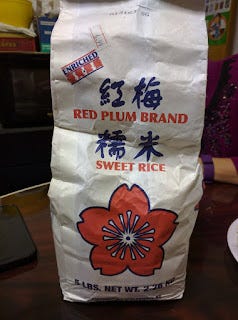 ENRICHED
紅梅
RED PLUM BRAND
糯米
SWEET RICE
5 LBS. NET WT. 2.26 KG